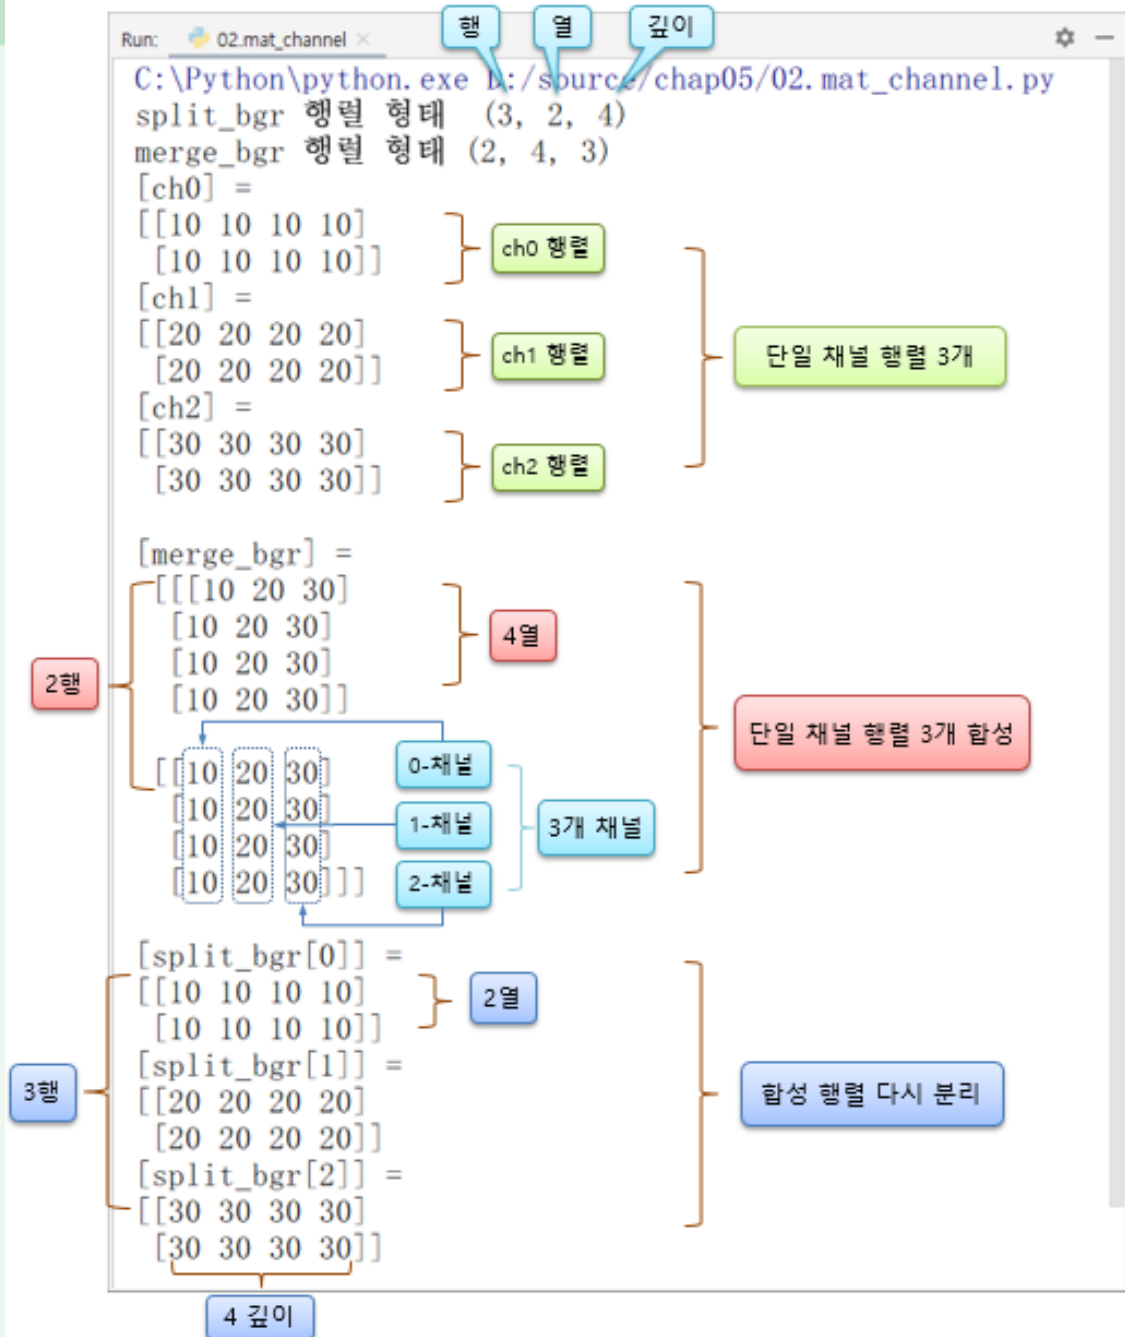 행 열 깊이
Run: 02.mat_channel ×
C:\Python\python.exe D:/source/chap05/02.mat_channel.py
split_bgr 행렬 형태 (3, 2, 4)
merge_bgr 행렬 형태 (2, 4, 3)
[ch0] =
[[10 10 10 10]
[10 10 10 10]]
ch0 행렬
[ch1] =
[[20 20 20 20]
[20 20 20 20]]
ch1 행렬
단일 채널 행렬 3개
[ch2] =
[[30 30 30 30]
[30 30 30 30]]
ch2 행렬
[merge_bgr] =
[[[10 20 30]
[10 20 30]
[10 20 30]
[10 20 30]]
4열
2행
단일 채널 행렬 3개 합성
[[10 20 30]
[10 20 30]
[10 20 30]
[10 20 30]]]
0-채널
1-채널
2-채널
3개 채널
[split_bgr[0]] =
[[10 10 10 10]
[10 10 10 10]]
2열
[split_bgr[1]] =
[[20 20 20 20]
[20 20 20 20]]
3행
합성 행렬 다시 분리
[split_bgr[2]] =
[[30 30 30 30]
[30 30 30 30]]
4 깊이